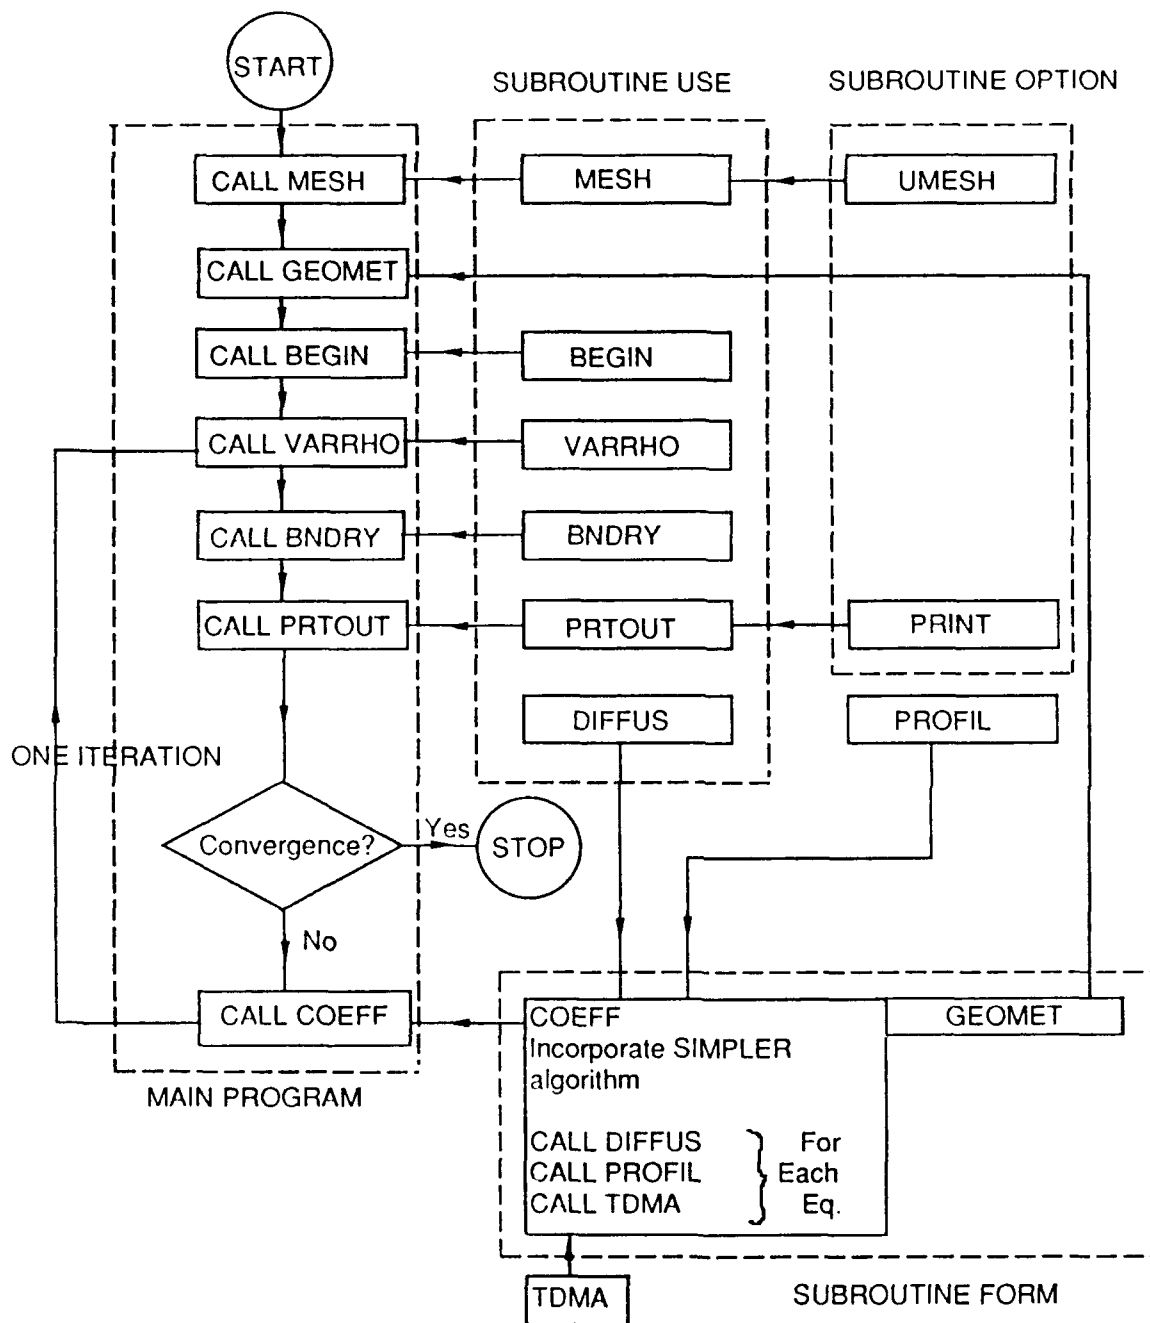 START
SUBROUTINE USE
SUBROUTINE OPTION
CALL MESH
MESH
UMESH
CALL GEOMET
CALL BEGIN
BEGIN
CALL VARRHO
VARRHO
CALL BNDRY
BNDRY
CALL PRTOUT
PRTOUT
PRINT
DIFFUS
PROFIL
ONE ITERATION
Convergence?
Yes
STOP
No
CALL COEFF
COEFF
GEOMET
Incorporate SIMPLER
algorithm
MAIN PROGRAM
CALL DIFFUS For
CALL PROFIL Each
CALL TDMA Eq.
TDMA
SUBROUTINE FORM